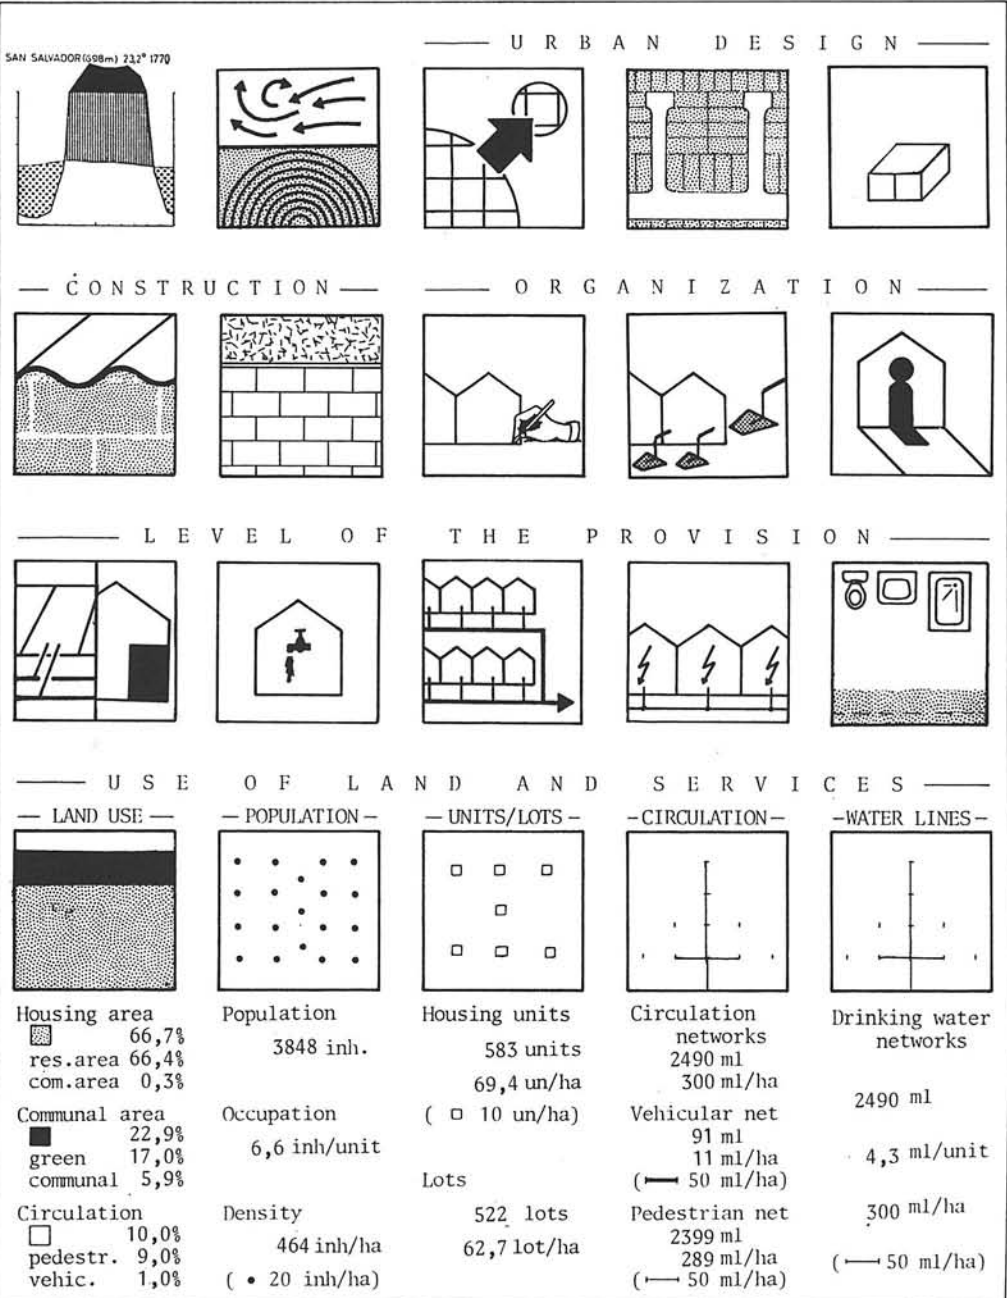 URBAN DESIGN
SAN SALVADOR (698m) 23,2° 1770
CONSTRUCTION
ORGANIZATION
LEVEL OF THE PROVISION
USE OF LAND AND SERVICES
LAND USE
POPULATION
UNITS/LOTS
CIRCULATION
WATER LINES
Housing area
66,7%
res.area 66,4%
com.area 0,3%
Communal area
22,9%
green 17,0%
communal 5,9%
Circulation
10,0%
pedestr. 9,0%
vehic. 1,0%
Population
3848 inh.
Occupation
6,6 inh/unit
Density
464 inh/ha
( • 20 inh/ha)
Housing units
583 units
69,4 un/ha
( □ 10 un/ha)
Lots
522 lots
62,7 lot/ha
Circulation
networks
2490 ml
300 ml/ha
Vehicular net
91 ml
11 ml/ha
( 50 ml/ha)
Pedestrian net
2399 ml
289 ml/ha
( 50 ml/ha)
Drinking water
networks
2490 ml
4,3 ml/unit
300 ml/ha
( 50 ml/ha)